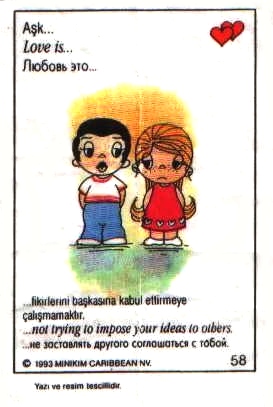 Aşk...
Love is...
Любовь это...
...fikirlerini başkasına kabul ettirmeye
çalışmamaktır.
...not trying to impose your ideas to others.
...не заставлять другого соглашаться с тобой.
© 1993 MINIKIM CARIBBEAN NV. 58
Yazı ve resim tescillidir.